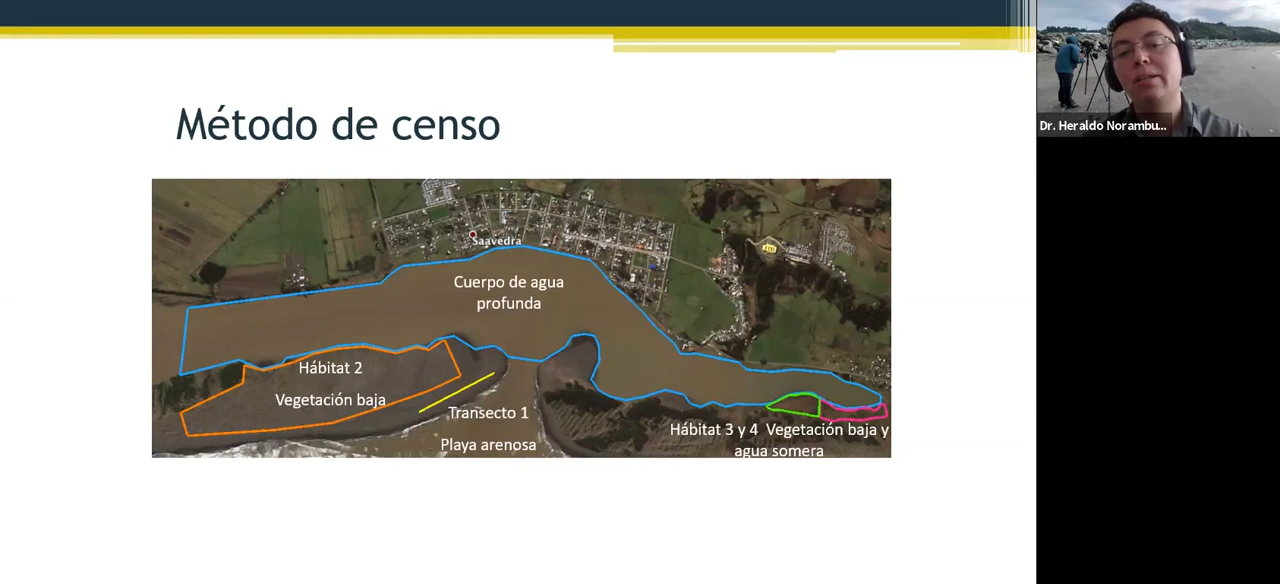 Dr. Heraldo Norambu...
Método de censo
Saavedra
Cuerpo de agua
profunda
Hábitat 2
Vegetación baja
Transecto 1
Playa arenosa
Hábitat 3 y 4 Vegetación baja y
agua somera